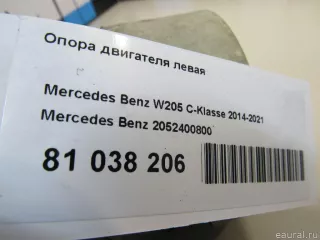 Опора двигателя левая
Mercedes Benz W205 C-Klasse 2014-2021
Mercedes Benz 2052400800
81 038 206
eaural.ru